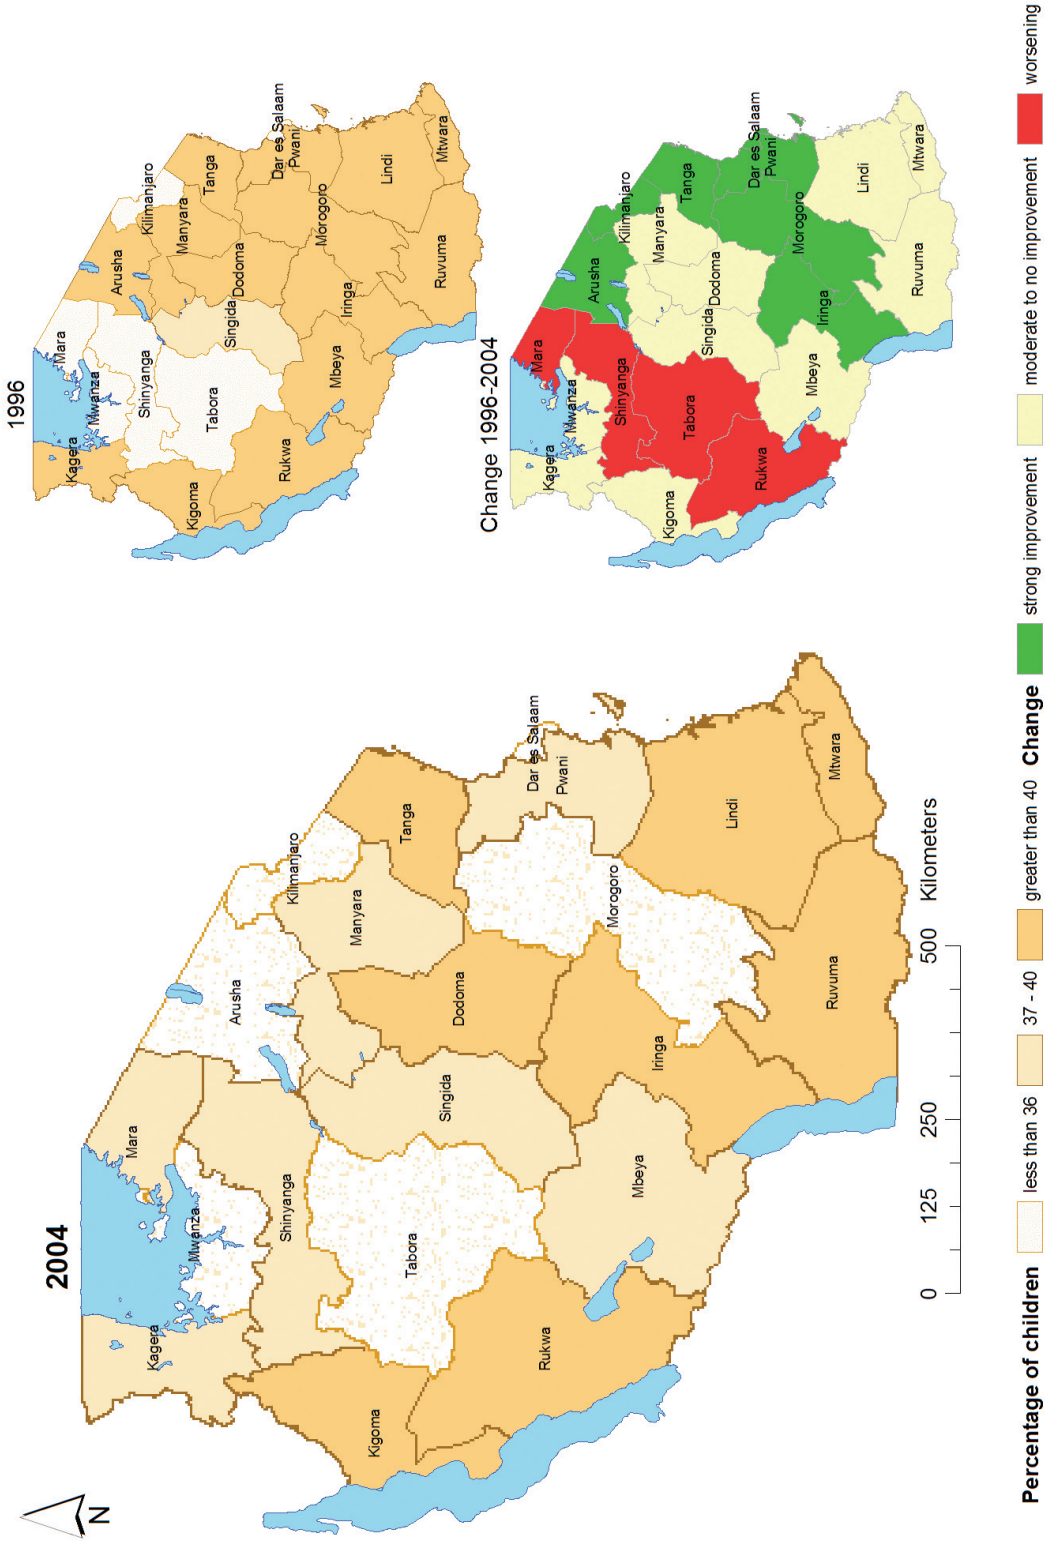 2004
N
Kagera
Mwanza
Mara
Arusha
Kilimanjaro
Shinyanga
Manyara
Tanga
Kigoma
Tabora
Singida
Dodoma
Dar es Salaam
Pwani
Morogoro
Rukwa
Mbeya
Iringa
Lindi
Ruvuma
Mtwara
0 125 250 500 Kilometers
1996
Kagera
Mwanza
Mara
Arusha
Kilimanjaro
Shinyanga
Manyara
Tanga
Kigoma
Tabora
Singida
Dodoma
Dar es Salaam
Pwani
Morogoro
Rukwa
Mbeya
Iringa
Lindi
Ruvuma
Mtwara
Change 1996-2004
Kagera
Mwanza
Mara
Arusha
Kilimanjaro
Shinyanga
Manyara
Tanga
Kigoma
Tabora
Singida
Dodoma
Dar es Salaam
Pwani
Morogoro
Rukwa
Mbeya
Iringa
Lindi
Ruvuma
Mtwara
Percentage of children less than 36 37 - 40 greater than 40 Change strong improvement moderate to no improvement worsening